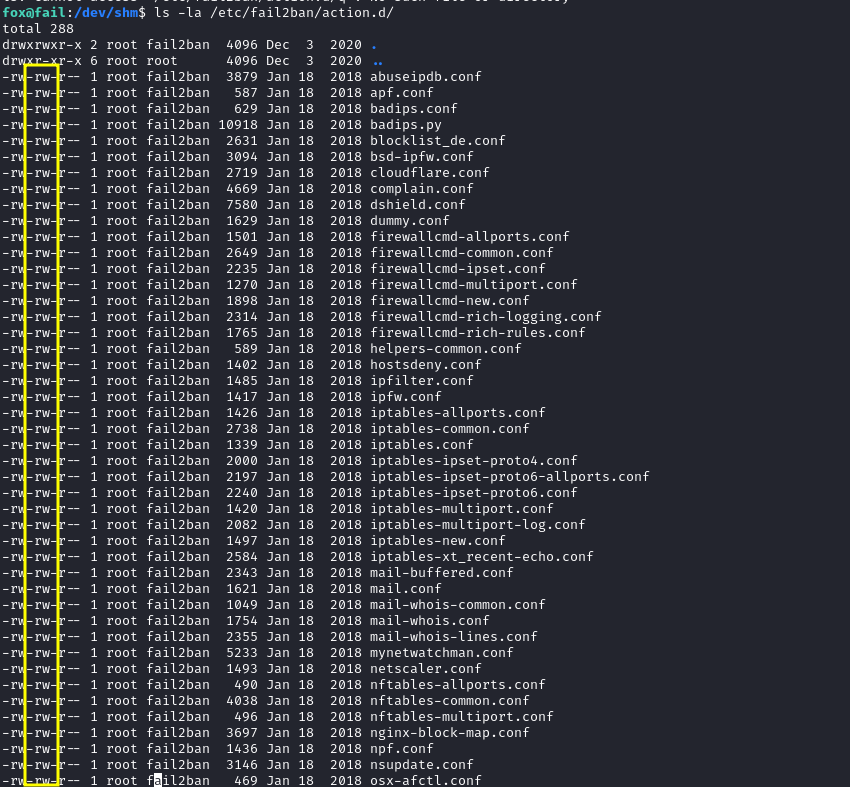 fox@fail:/dev/shm$ ls -la /etc/fail2ban/action.d/
total 288
drwxrwxr-x 2 root fail2ban  4096 Dec  3  2020 .
drwxr-xr-x 6 root root      4096 Dec  3  2020 ..
-rw-rw-r-- 1 root fail2ban  3879 Jan 18  2018 abuseipdb.conf
-rw-rw-r-- 1 root fail2ban   587 Jan 18  2018 apf.conf
-rw-rw-r-- 1 root fail2ban   629 Jan 18  2018 badips.conf
-rw-rw-r-- 1 root fail2ban 10918 Jan 18  2018 badips.py
-rw-rw-r-- 1 root fail2ban  2631 Jan 18  2018 blocklist_de.conf
-rw-rw-r-- 1 root fail2ban  3094 Jan 18  2018 bsd-ipfw.conf
-rw-rw-r-- 1 root fail2ban  2719 Jan 18  2018 cloudflare.conf
-rw-rw-r-- 1 root fail2ban  4669 Jan 18  2018 complain.conf
-rw-rw-r-- 1 root fail2ban  7580 Jan 18  2018 dshield.conf
-rw-rw-r-- 1 root fail2ban  1629 Jan 18  2018 dummy.conf
-rw-rw-r-- 1 root fail2ban  1501 Jan 18  2018 firewallcmd-allports.conf
-rw-rw-r-- 1 root fail2ban  2649 Jan 18  2018 firewallcmd-common.conf
-rw-rw-r-- 1 root fail2ban  2235 Jan 18  2018 firewallcmd-ipset.conf
-rw-rw-r-- 1 root fail2ban  1270 Jan 18  2018 firewallcmd-multiport.conf
-rw-rw-r-- 1 root fail2ban  1898 Jan 18  2018 firewallcmd-new.conf
-rw-rw-r-- 1 root fail2ban  2314 Jan 18  2018 firewallcmd-rich-logging.conf
-rw-rw-r-- 1 root fail2ban  1765 Jan 18  2018 firewallcmd-rich-rules.conf
-rw-rw-r-- 1 root fail2ban   589 Jan 18  2018 helpers-common.conf
-rw-rw-r-- 1 root fail2ban  1402 Jan 18  2018 hostsdeny.conf
-rw-rw-r-- 1 root fail2ban  1485 Jan 18  2018 ipfilter.conf
-rw-rw-r-- 1 root fail2ban  1417 Jan 18  2018 ipfw.conf
-rw-rw-r-- 1 root fail2ban  1426 Jan 18  2018 iptables-allports.conf
-rw-rw-r-- 1 root fail2ban  2738 Jan 18  2018 iptables-common.conf
-rw-rw-r-- 1 root fail2ban  1339 Jan 18  2018 iptables.conf
-rw-rw-r-- 1 root fail2ban  2000 Jan 18  2018 iptables-ipset-proto4.conf
-rw-rw-r-- 1 root fail2ban  2197 Jan 18  2018 iptables-ipset-proto6-allports.conf
-rw-rw-r-- 1 root fail2ban  2240 Jan 18  2018 iptables-ipset-proto6.conf
-rw-rw-r-- 1 root fail2ban  1420 Jan 18  2018 iptables-multiport.conf
-rw-rw-r-- 1 root fail2ban  2082 Jan 18  2018 iptables-multiport-log.conf
-rw-rw-r-- 1 root fail2ban  1497 Jan 18  2018 iptables-new.conf
-rw-rw-r-- 1 root fail2ban  2584 Jan 18  2018 iptables-xt_recent-echo.conf
-rw-rw-r-- 1 root fail2ban  2343 Jan 18  2018 mail-buffered.conf
-rw-rw-r-- 1 root fail2ban  1621 Jan 18  2018 mail.conf
-rw-rw-r-- 1 root fail2ban  1049 Jan 18  2018 mail-whois-common.conf
-rw-rw-r-- 1 root fail2ban  1754 Jan 18  2018 mail-whois.conf
-rw-rw-r-- 1 root fail2ban  2355 Jan 18  2018 mail-whois-lines.conf
-rw-rw-r-- 1 root fail2ban  5233 Jan 18  2018 mynetwatchman.conf
-rw-rw-r-- 1 root fail2ban  1493 Jan 18  2018 netscaler.conf
-rw-rw-r-- 1 root fail2ban   490 Jan 18  2018 nftables-allports.conf
-rw-rw-r-- 1 root fail2ban  4038 Jan 18  2018 nftables-common.conf
-rw-rw-r-- 1 root fail2ban   496 Jan 18  2018 nftables-multiport.conf
-rw-rw-r-- 1 root fail2ban  3697 Jan 18  2018 nginx-block-map.conf
-rw-rw-r-- 1 root fail2ban  1436 Jan 18  2018 npf.conf
-rw-rw-r-- 1 root fail2ban  3146 Jan 18  2018 nsupdate.conf
-rw-rw-r-- 1 root fail2ban   469 Jan 18  2018 osx-afctl.conf